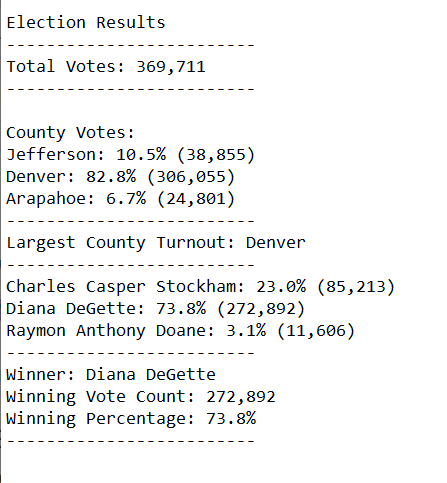 Election Results
-------------------------
Total Votes: 369,711
-------------------------
County Votes:
Jefferson: 10.5% (38,855)
Denver: 82.8% (306,055)
Arapahoe: 6.7% (24,801)
-------------------------
Largest County Turnout: Denver
-------------------------
Charles Casper Stockham: 23.0% (85,213)
Diana DeGette: 73.8% (272,892)
Raymon Anthony Doane: 3.1% (11,606)
-------------------------
Winner: Diana DeGette
Winning Vote Count: 272,892
Winning Percentage: 73.8%
-------------------------